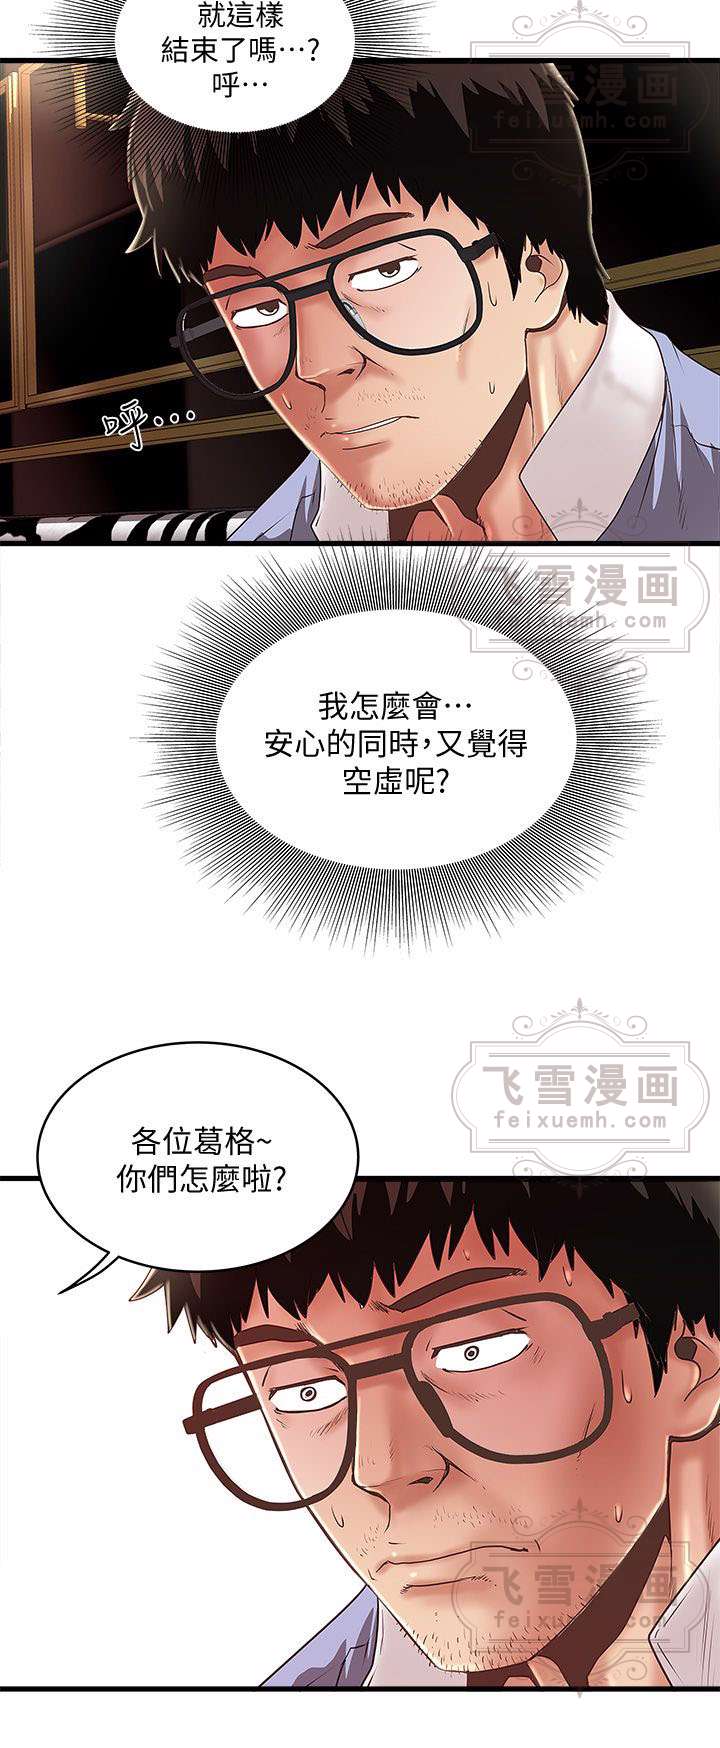 就這樣
結束了嗎…?
呼…
飞雪漫画
feixuemh.com
呼…
飞雪漫画
feixuemh.com
我怎麼會…
安心的同時,又覺得
空虛呢?
飞雪漫画
feixuemh.com
各位葛格~
你們怎麼啦?
飞雪漫画
feixuemh.com